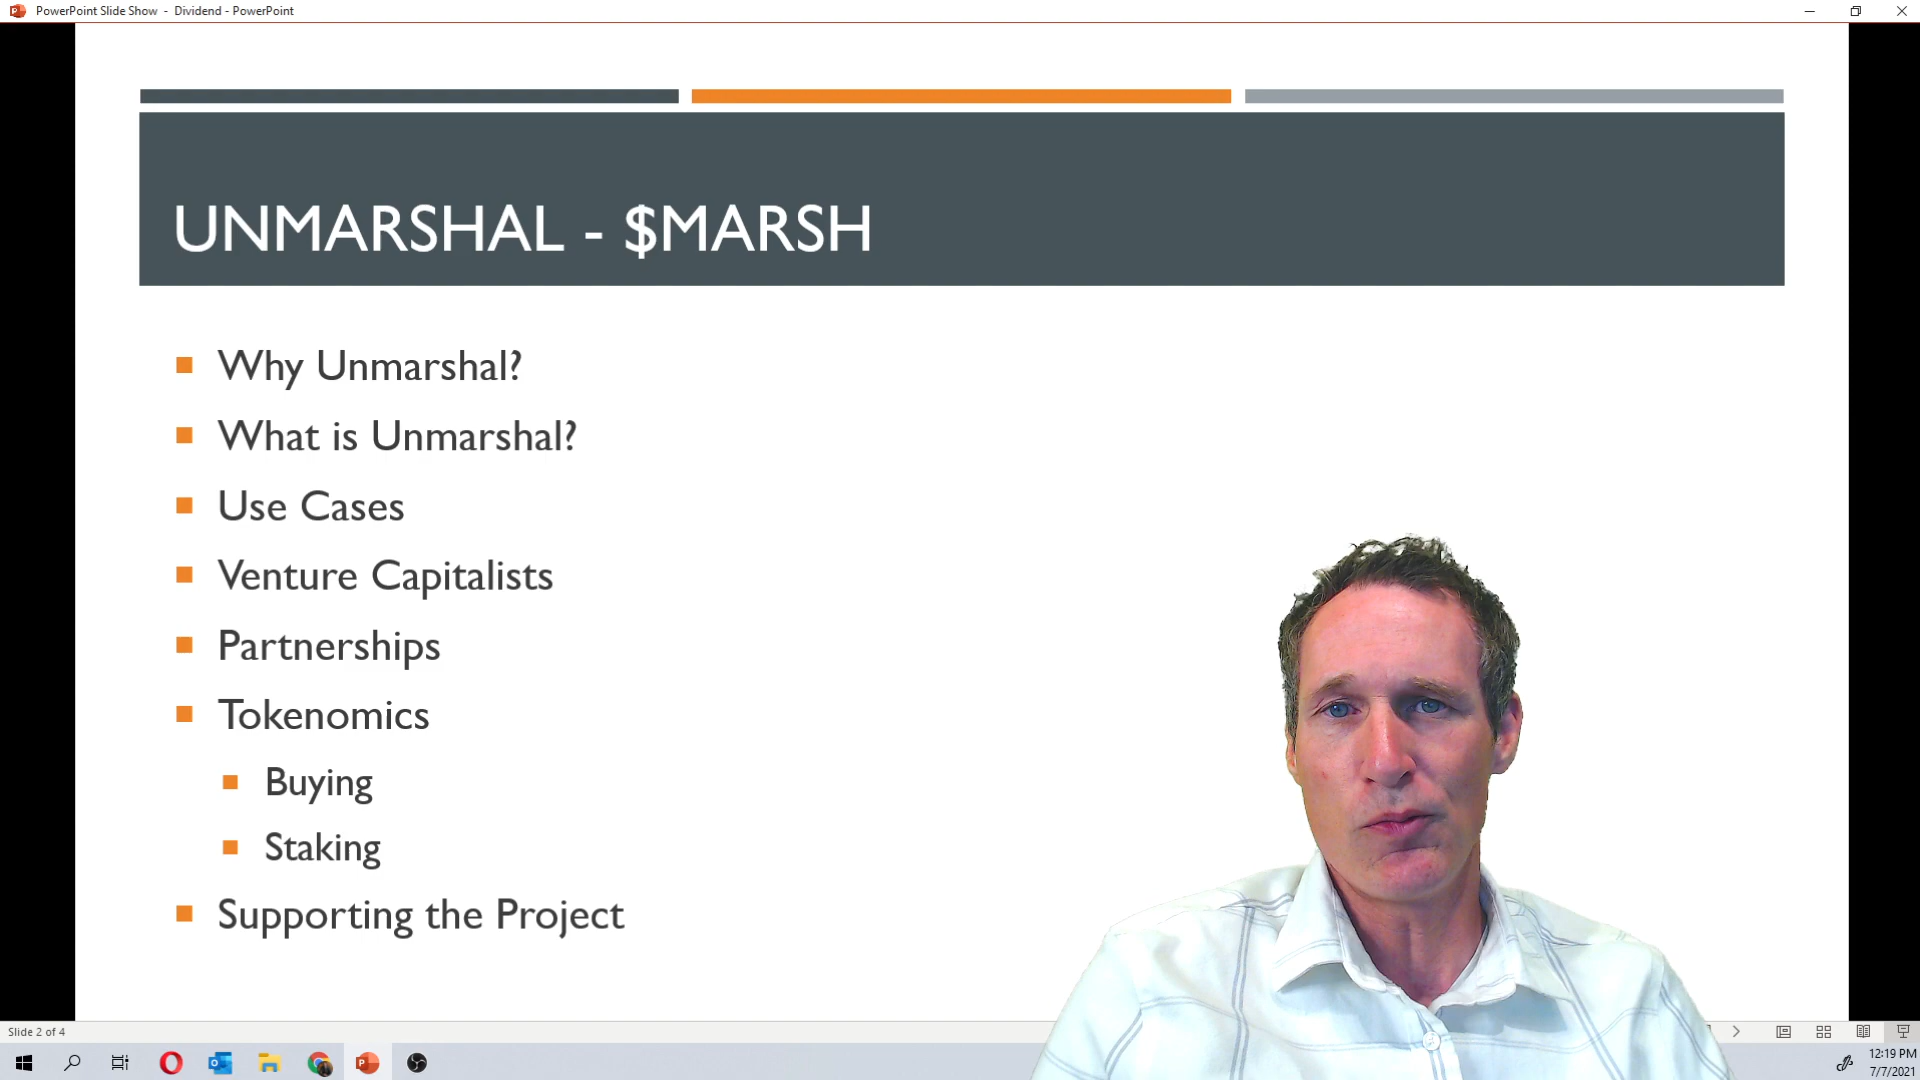 PowerPoint Slide Show - Dividend - PowerPoint
UNMARSHAL - $MARSH
Why Unmarshal?
What is Unmarshal?
Use Cases
Venture Capitalists
Partnerships
Tokenomics
Buying
Staking
Supporting the Project
Slide 2 of 4
12:19 PM
7/7/2021